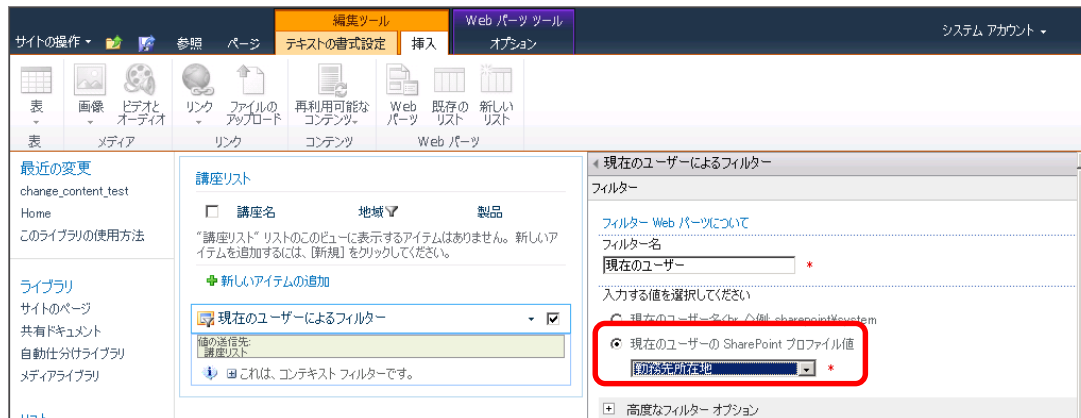 編集ツール
Web パーツ ツール
サイトの操作
参照
ページ
テキストの書式設定
挿入
オプション
システム アカウント
表
画像
ビデオと
オーディオ
リンク
ファイルの
アップロード
再利用可能な
コンテンツ
Web
パーツ
既存の
リスト
新しい
リスト
表
メディア
リンク
コンテンツ
Web パーツ
最近の変更
change_content_test
Home
このライブラリの使用方法
ライブラリ
サイトのページ
共有ドキュメント
自動仕分けライブラリ
メディアライブラリ
リスト
講座リスト
講座名 地域 製品
"講座リスト" リストのこのビューに表示するアイテムはありません。新しいア
イテムを追加するには、[新規] をクリックしてください。
新しいアイテムの追加
現在のユーザーによるフィルター
値の送信先:
講座リスト
これは、コンテキスト フィルターです。
現在のユーザーによるフィルター
フィルター
フィルター Web パーツについて
フィルター名
現在のユーザー *
入力する値を選択してください
現在のユーザー名<br />例: sharepoint¥system
現在のユーザーの SharePoint プロファイル値
勤務先所在地 *
高度なフィルター オプション